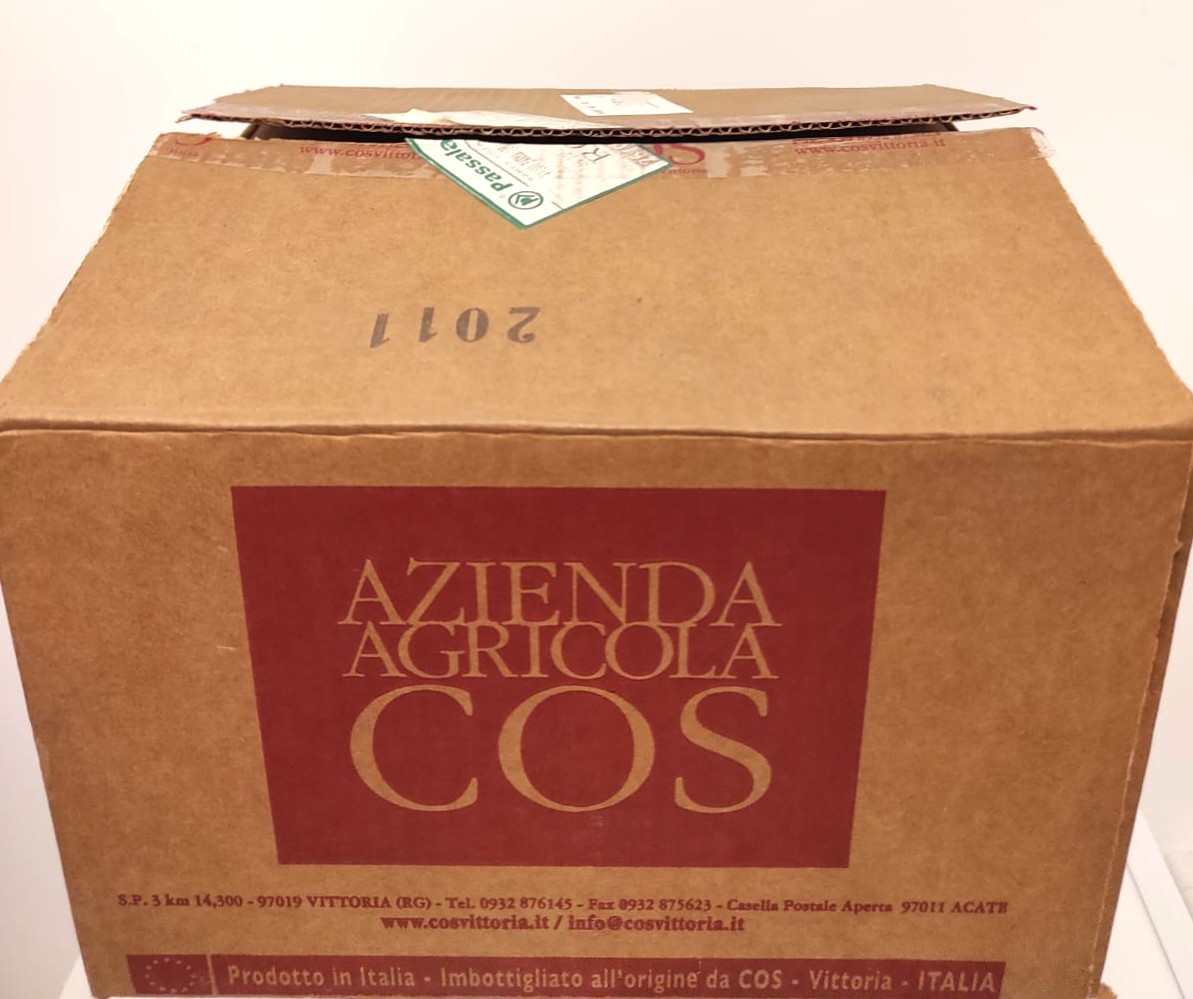 www.cosvittoria.it
www.cosvittoria.it
Passala
2011
AZIENDA
AGRICOLA
COS
S.P. 3 km 14,300 - 97019 VITTORIA (RG) - Tel. 0932 876145 - Fax 0932 875623 - Casella Postale Aperta 97011 ACATE
www.cosvittoria.it / info@cosvittoria.it
Prodotto in Italia - Imbottigliato all'origine da COS - Vittoria - ITALIA